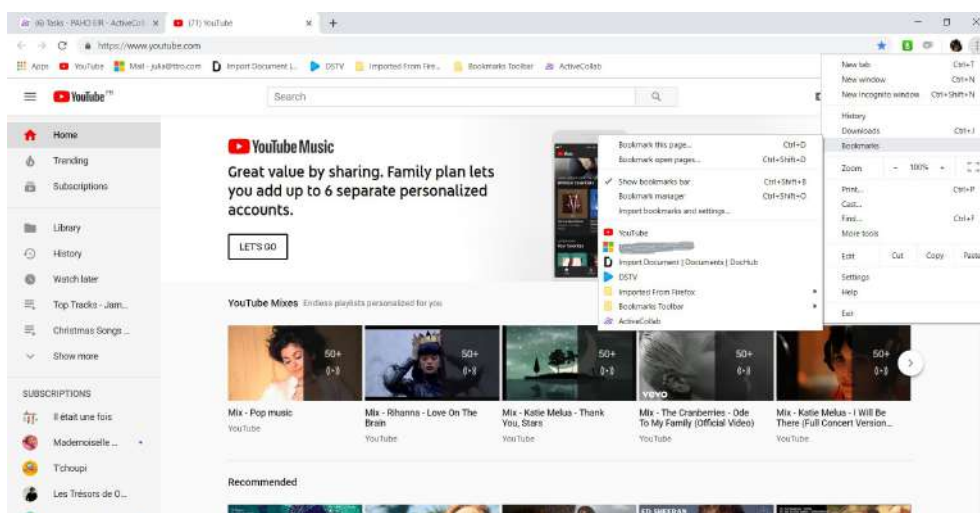 (6) Tasks - PAHO EIR - ActiveColl
(71) YouTube
https://www.youtube.com
Apps
YouTube
Import Document |...
DSTV
Imported From Fire...
Bookmarks Toolbar
ActiveCollab
YouTube
Search
Home
Trending
Subscriptions
Library
History
Watch later
Top Tracks - Jam...
Christmas Songs ...
Show more
SUBSCRIPTIONS
Il était une fois
Mademoiselle ...
T'choupi
Les Trésors de O...
YouTube Music
Great value by sharing. Family plan lets
you add up to 6 separate personalized
accounts.
LET'S GO
YouTube Mixes Endless playlists personalized for you
50+
Mix - Pop music
YouTube
50+
Mix - Rihanna - Love On The
Brain
YouTube
50+
Mix - Katie Melua - Thank
You, Stars
YouTube
50+
vevo
Mix - The Cranberries - Ode
To My Family (Official Video)
YouTube
50+
Mix - Katie Melua - I Will Be
There (Full Concert Version...
YouTube
Recommended
ED SHEERAN
Bookmark this page... Ctrl+D
Bookmark open pages... Ctrl+Shift+D
Show bookmarks bar Ctrl+Shift+B
Bookmark manager Ctrl+Shift+O
Import bookmarks and settings...
YouTube
Import Document | Documents | DocHub
DSTV
Imported From Firefox
Bookmarks Toolbar
ActiveCollab
New tab Ctrl+T
New window Ctrl+N
New incognito window Ctrl+Shift+N
History
Downloads Ctrl+J
Bookmarks
Zoom - 100% +
Print... Ctrl+P
Cast...
Find... Ctrl+F
More tools
Edit Cut Copy Paste
Settings
Help
Exit